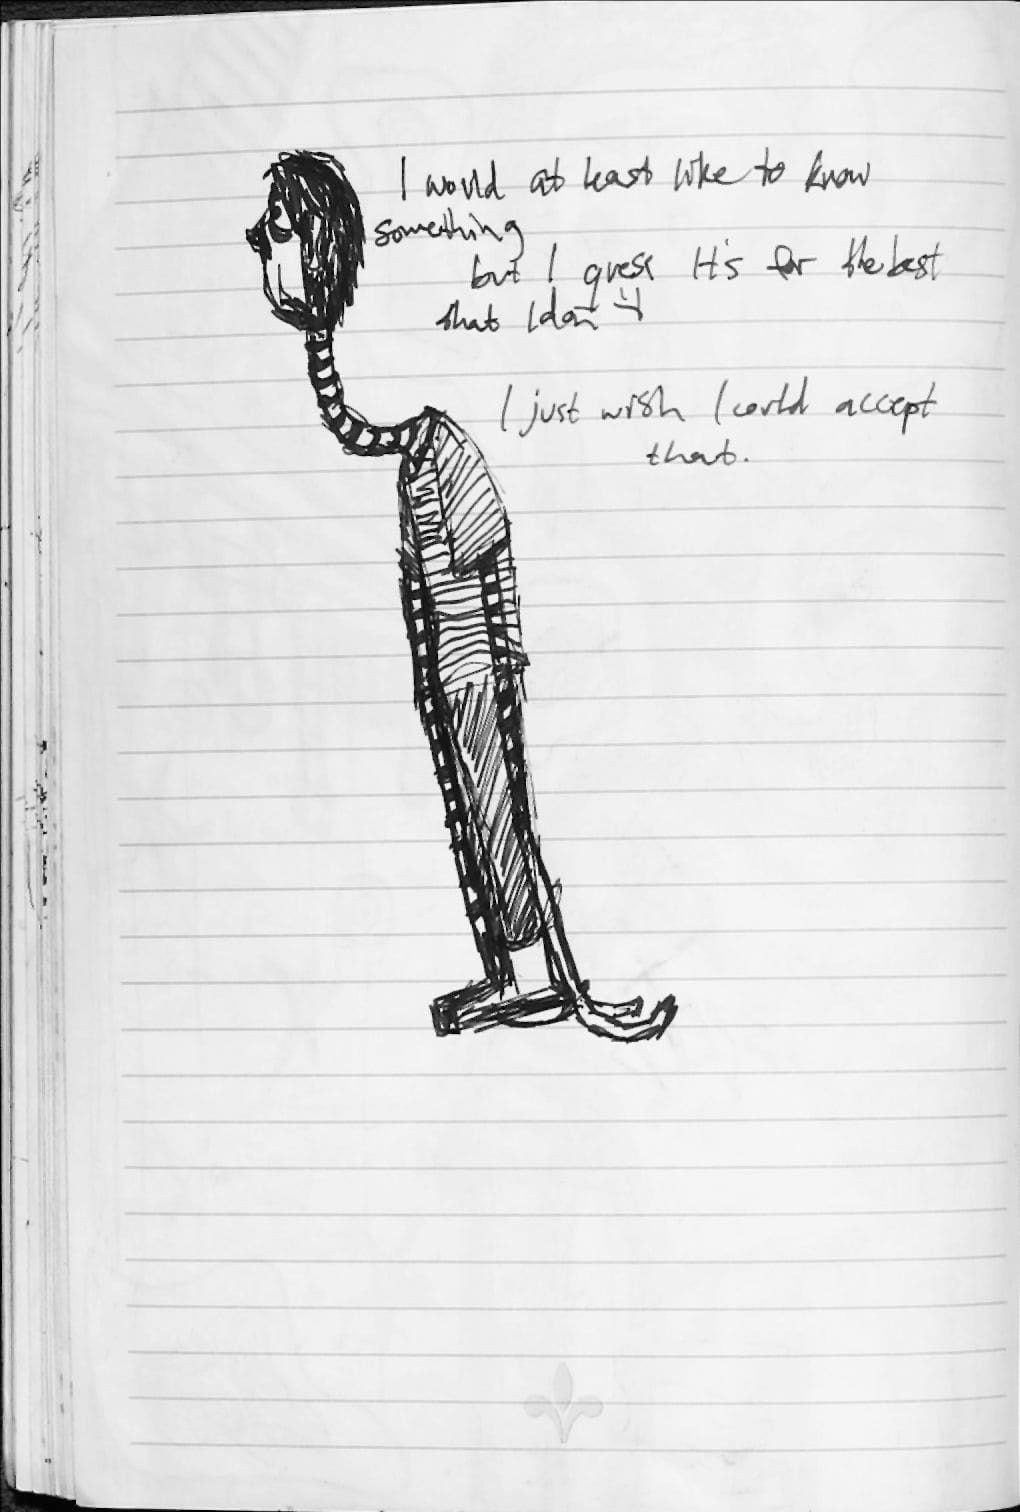 I would at least like to know
something
but I guess It's for the best
that I don't
I just wish I could accept
that.